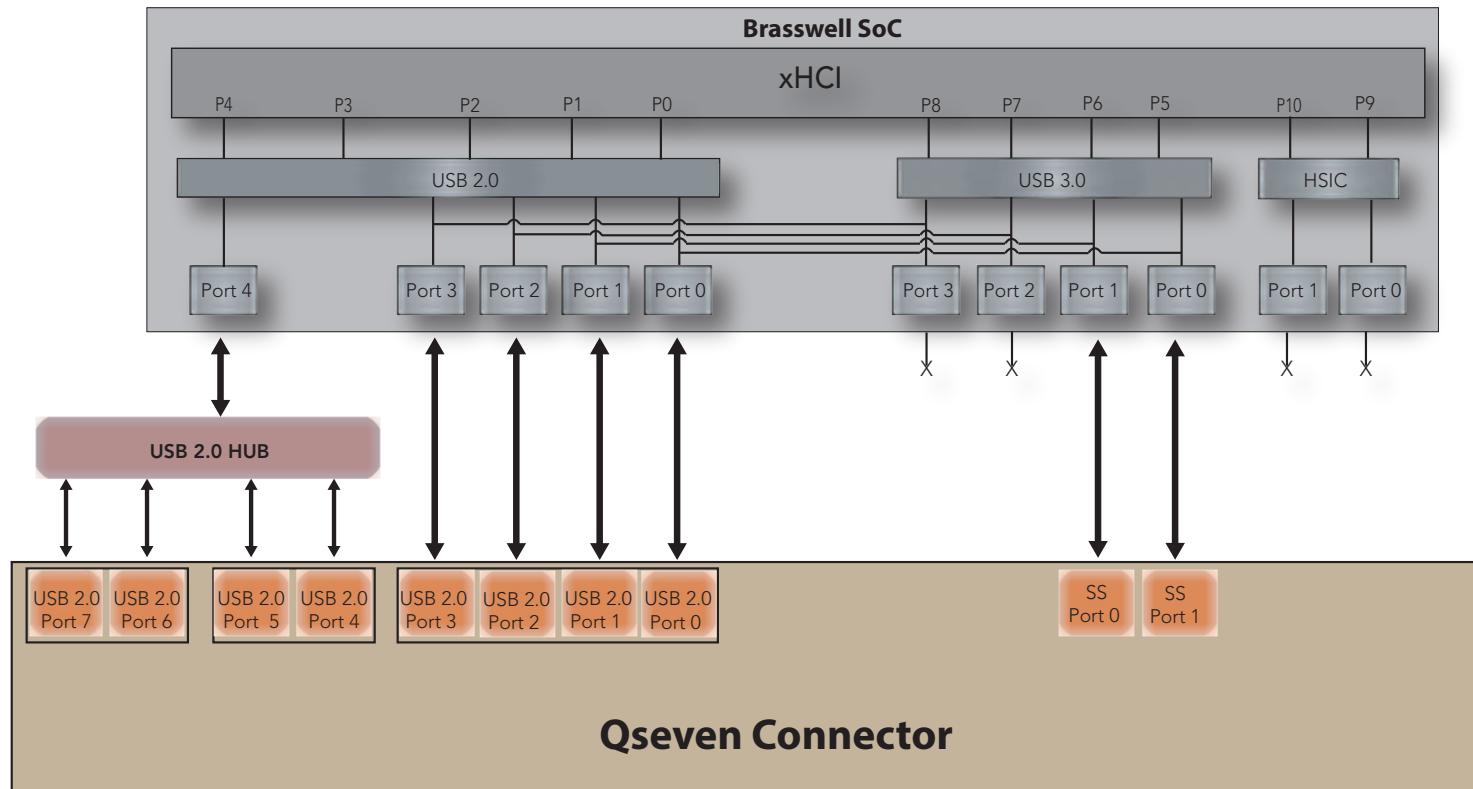 Brasswell SoC
xHCI
P4 P3 P2 P1 P0 P8 P7 P6 P5 P10 P9
USB 2.0 USB 3.0 HSIC
Port 4 Port 3 Port 2 Port 1 Port 0 Port 3 Port 2 Port 1 Port 0 Port 1 Port 0
X X X X
USB 2.0 HUB
USB 2.0 USB 2.0 USB 2.0 USB 2.0 USB 2.0 USB 2.0 USB 2.0 USB 2.0 SS SS
Port 7 Port 6 Port 5 Port 4 Port 3 Port 2 Port 1 Port 0 Port 0 Port 1
Qseven Connector